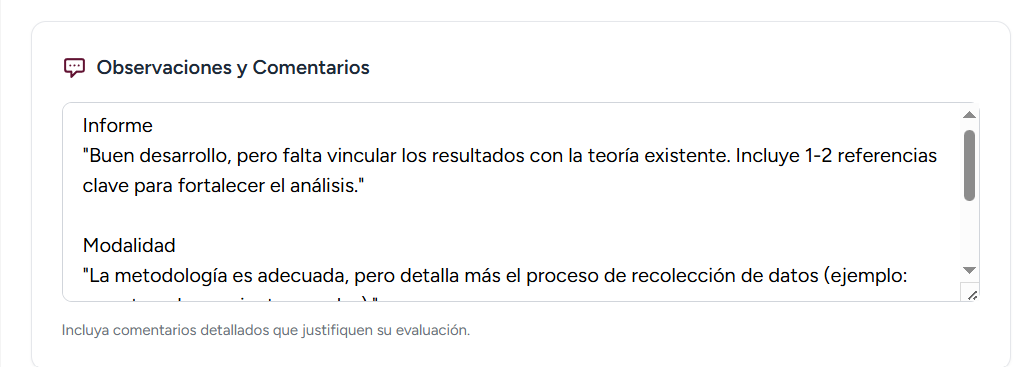 Observaciones y Comentarios
Informe
"Buen desarrollo, pero falta vincular los resultados con la teoría existente. Incluye 1-2 referencias
clave para fortalecer el análisis."
Modalidad
"La metodología es adecuada, pero detalla más el proceso de recolección de datos (ejemplo:
Incluya comentarios detallados que justifiquen su evaluación.